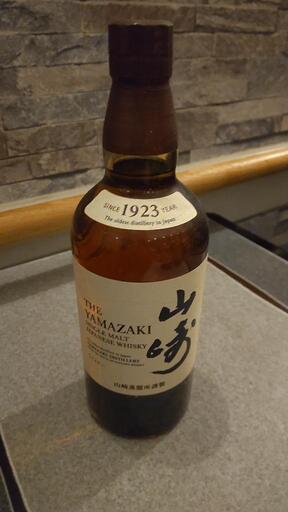 SINCE 1923 YEAR
The oldest distillery in Japan
山崎
THE
YAMAZAKI
SINGLE MALT
JAPANESE WHISKY
山崎蒸溜所謹製